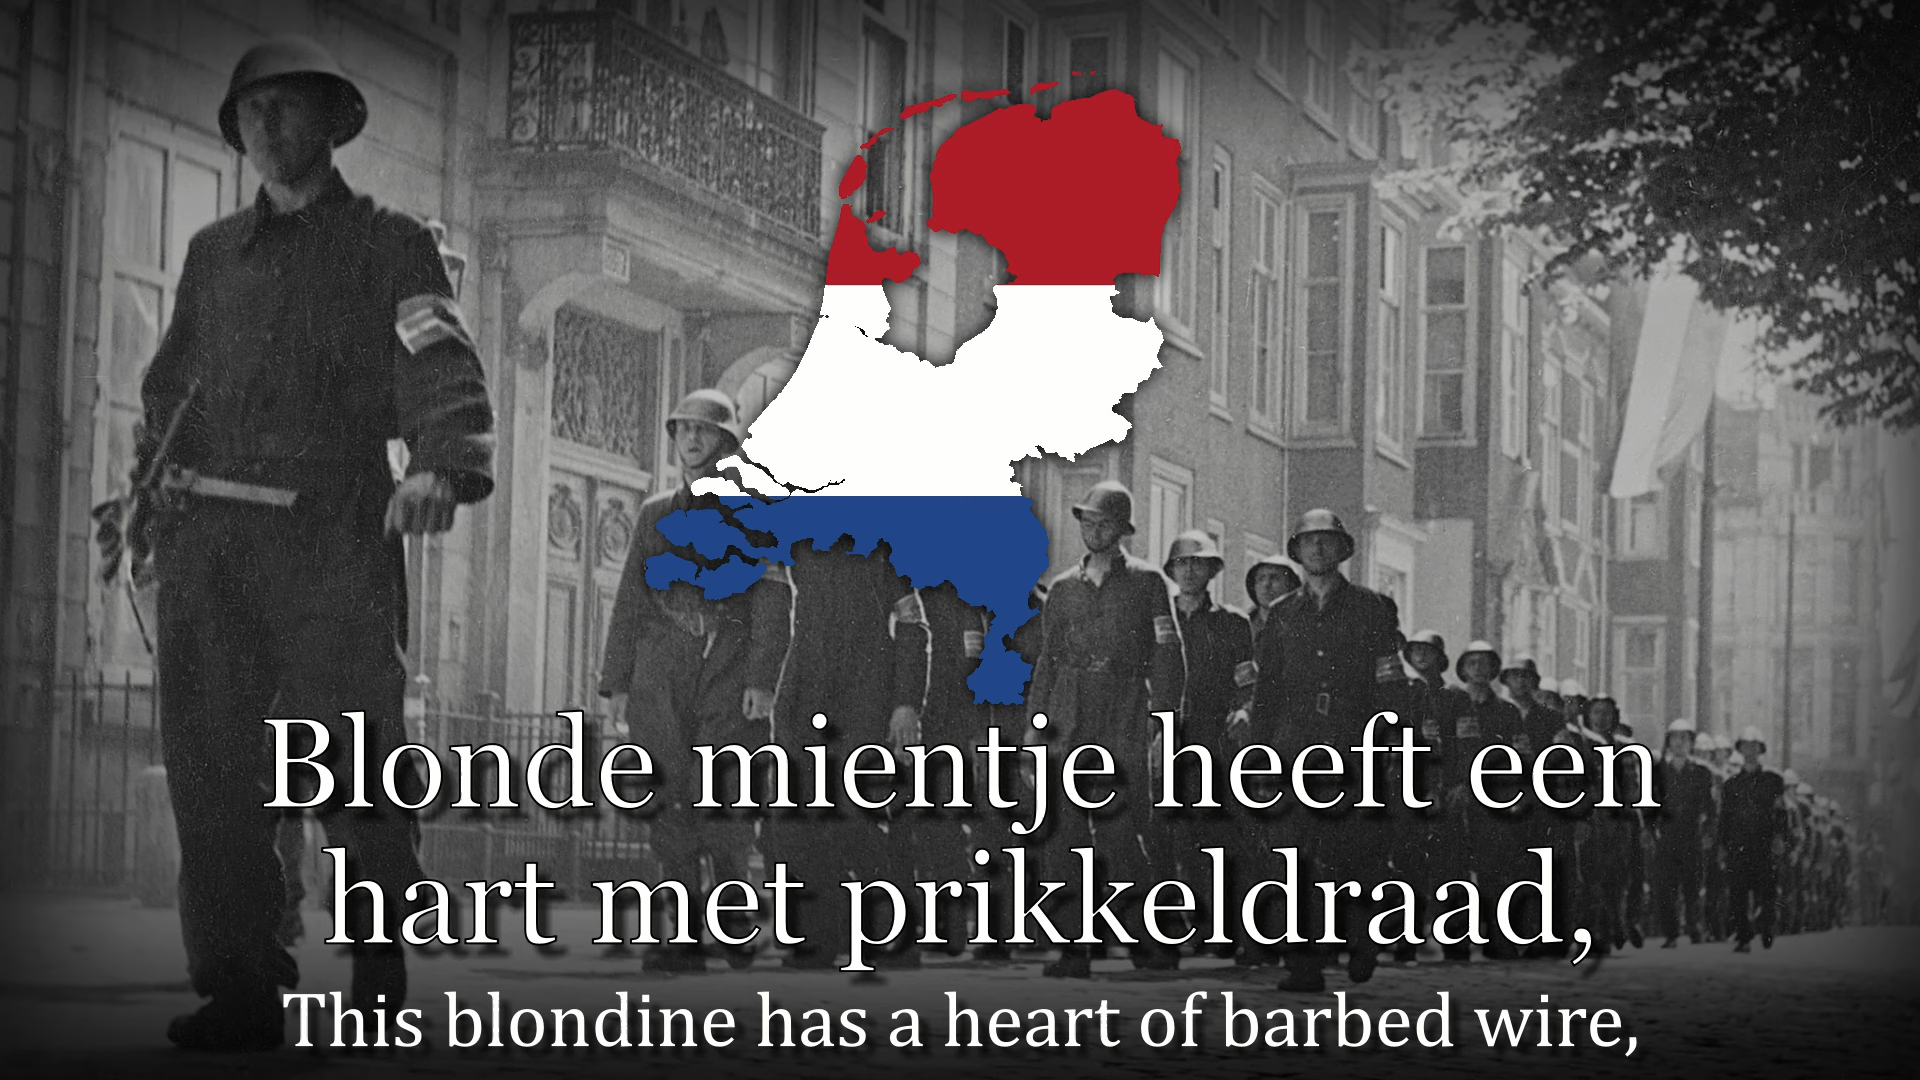 Blonde mientje heeft een
hart met prikkeldraad,
This blondine has a heart of barbed wire,